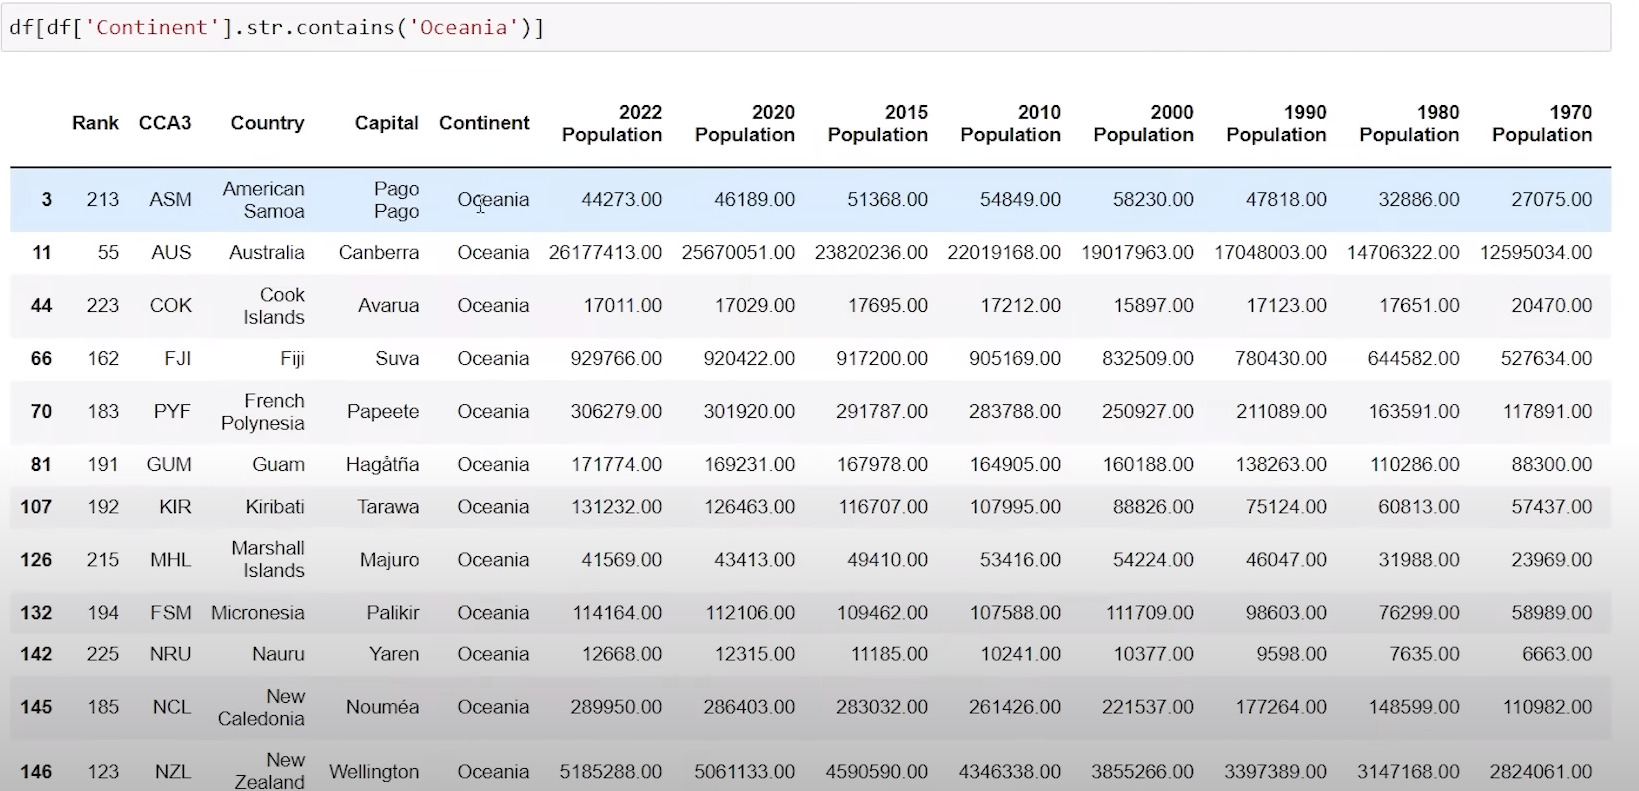 df[df['Continent'].str.contains('Oceania')]
Rank CCA3 Country Capital Continent 2022 Population 2020 Population 2015 Population 2010 Population 2000 Population 1990 Population 1980 Population 1970 Population
3 213 ASM American Samoa Pago Pago Oceania 44273.00 46189.00 51368.00 54849.00 58230.00 47818.00 32886.00 27075.00
11 55 AUS Australia Canberra Oceania 26177413.00 25670051.00 23820236.00 22019168.00 19017963.00 17048003.00 14706322.00 12595034.00
44 223 COK Cook Islands Avarua Oceania 17011.00 17029.00 17695.00 17212.00 15897.00 17123.00 17651.00 20470.00
66 162 FJI Fiji Suva Oceania 929766.00 920422.00 917200.00 905169.00 832509.00 780430.00 644582.00 527634.00
70 183 PYF French Polynesia Papeete Oceania 306279.00 301920.00 291787.00 283788.00 250927.00 211089.00 163591.00 117891.00
81 191 GUM Guam Hagåtña Oceania 171774.00 169231.00 167978.00 164905.00 160188.00 138263.00 110286.00 88300.00
107 192 KIR Kiribati Tarawa Oceania 131232.00 126463.00 116707.00 107995.00 88826.00 75124.00 60813.00 57437.00
126 215 MHL Marshall Islands Majuro Oceania 41569.00 43413.00 49410.00 53416.00 54224.00 46047.00 31988.00 23969.00
132 194 FSM Micronesia Palikir Oceania 114164.00 112106.00 109462.00 107588.00 111709.00 98603.00 76299.00 58989.00
142 225 NRU Nauru Yaren Oceania 12668.00 12315.00 11185.00 10241.00 10377.00 9598.00 7635.00 6663.00
145 185 NCL New Caledonia Nouméa Oceania 289950.00 286403.00 283032.00 261426.00 221537.00 177264.00 148599.00 110982.00
146 123 NZL New Zealand Wellington Oceania 5185288.00 5061133.00 4590590.00 4346338.00 3855266.00 3397389.00 3147168.00 2824061.00